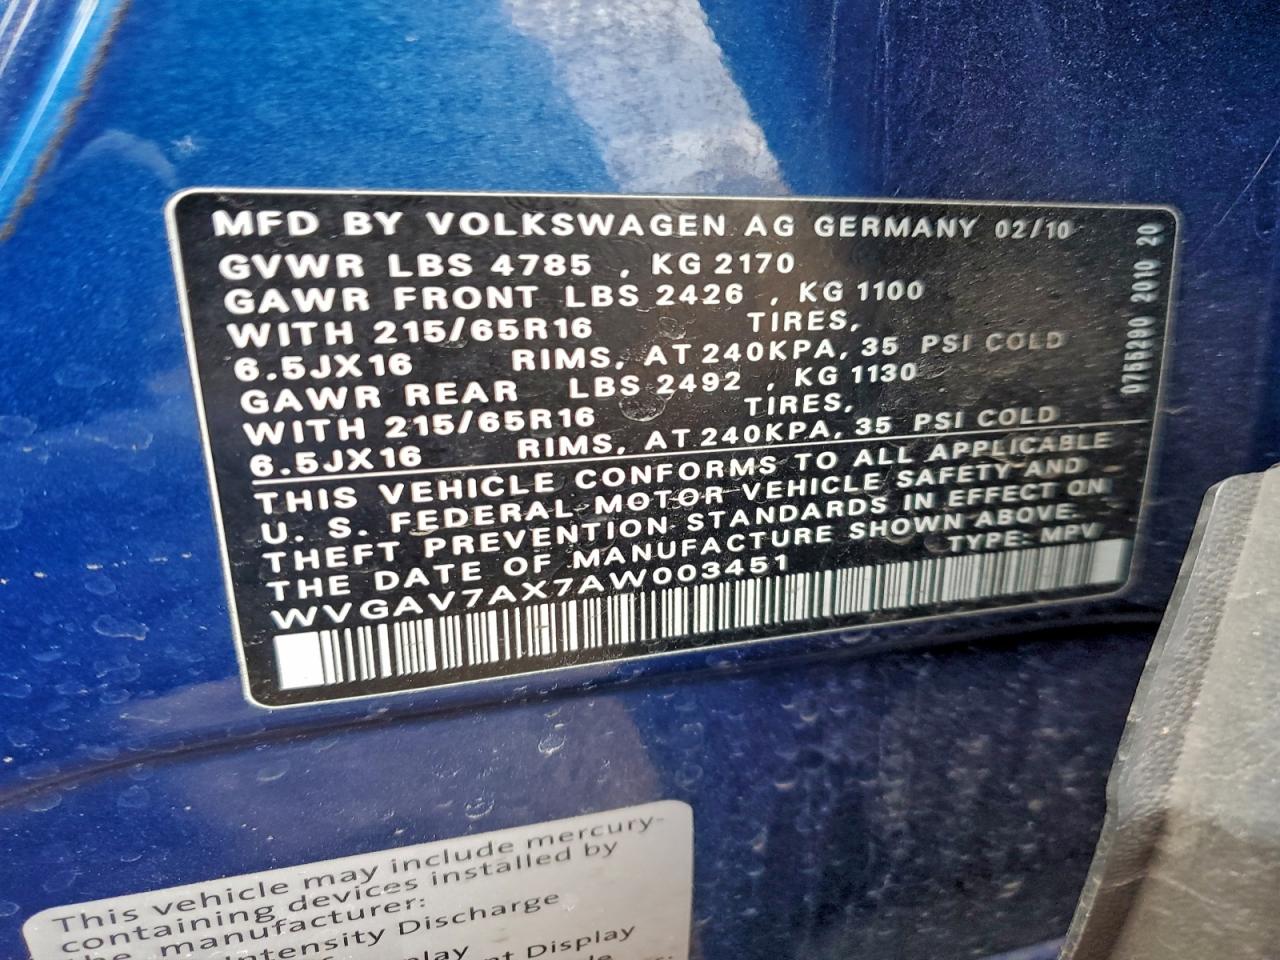 MFD BY VOLKSWAGEN AG GERMANY 02/10
GVWR LBS 4785 , KG 2170
GAWR FRONT LBS 2426 , KG 1100
WITH 215/65R16 TIRES,
6.5JX16 RIMS, AT 240KPA, 35 PSI COLD
GAWR REAR LBS 2492 , KG 1130
WITH 215/65R16 TIRES,
6.5JX16 RIMS, AT 240KPA, 35 PSI COLD
THIS VEHICLE CONFORMS TO ALL APPLICABLE
U. S. FEDERAL MOTOR VEHICLE SAFETY AND
THEFT PREVENTION STANDARDS IN EFFECT ON
THE DATE OF MANUFACTURE SHOWN ABOVE.
WVGAV7AX7AW003451 TYPE: MPV
0755290 2010 20
This vehicle may include mercury-
containing devices installed by
the manufacturer:
Intensity Discharge
Display